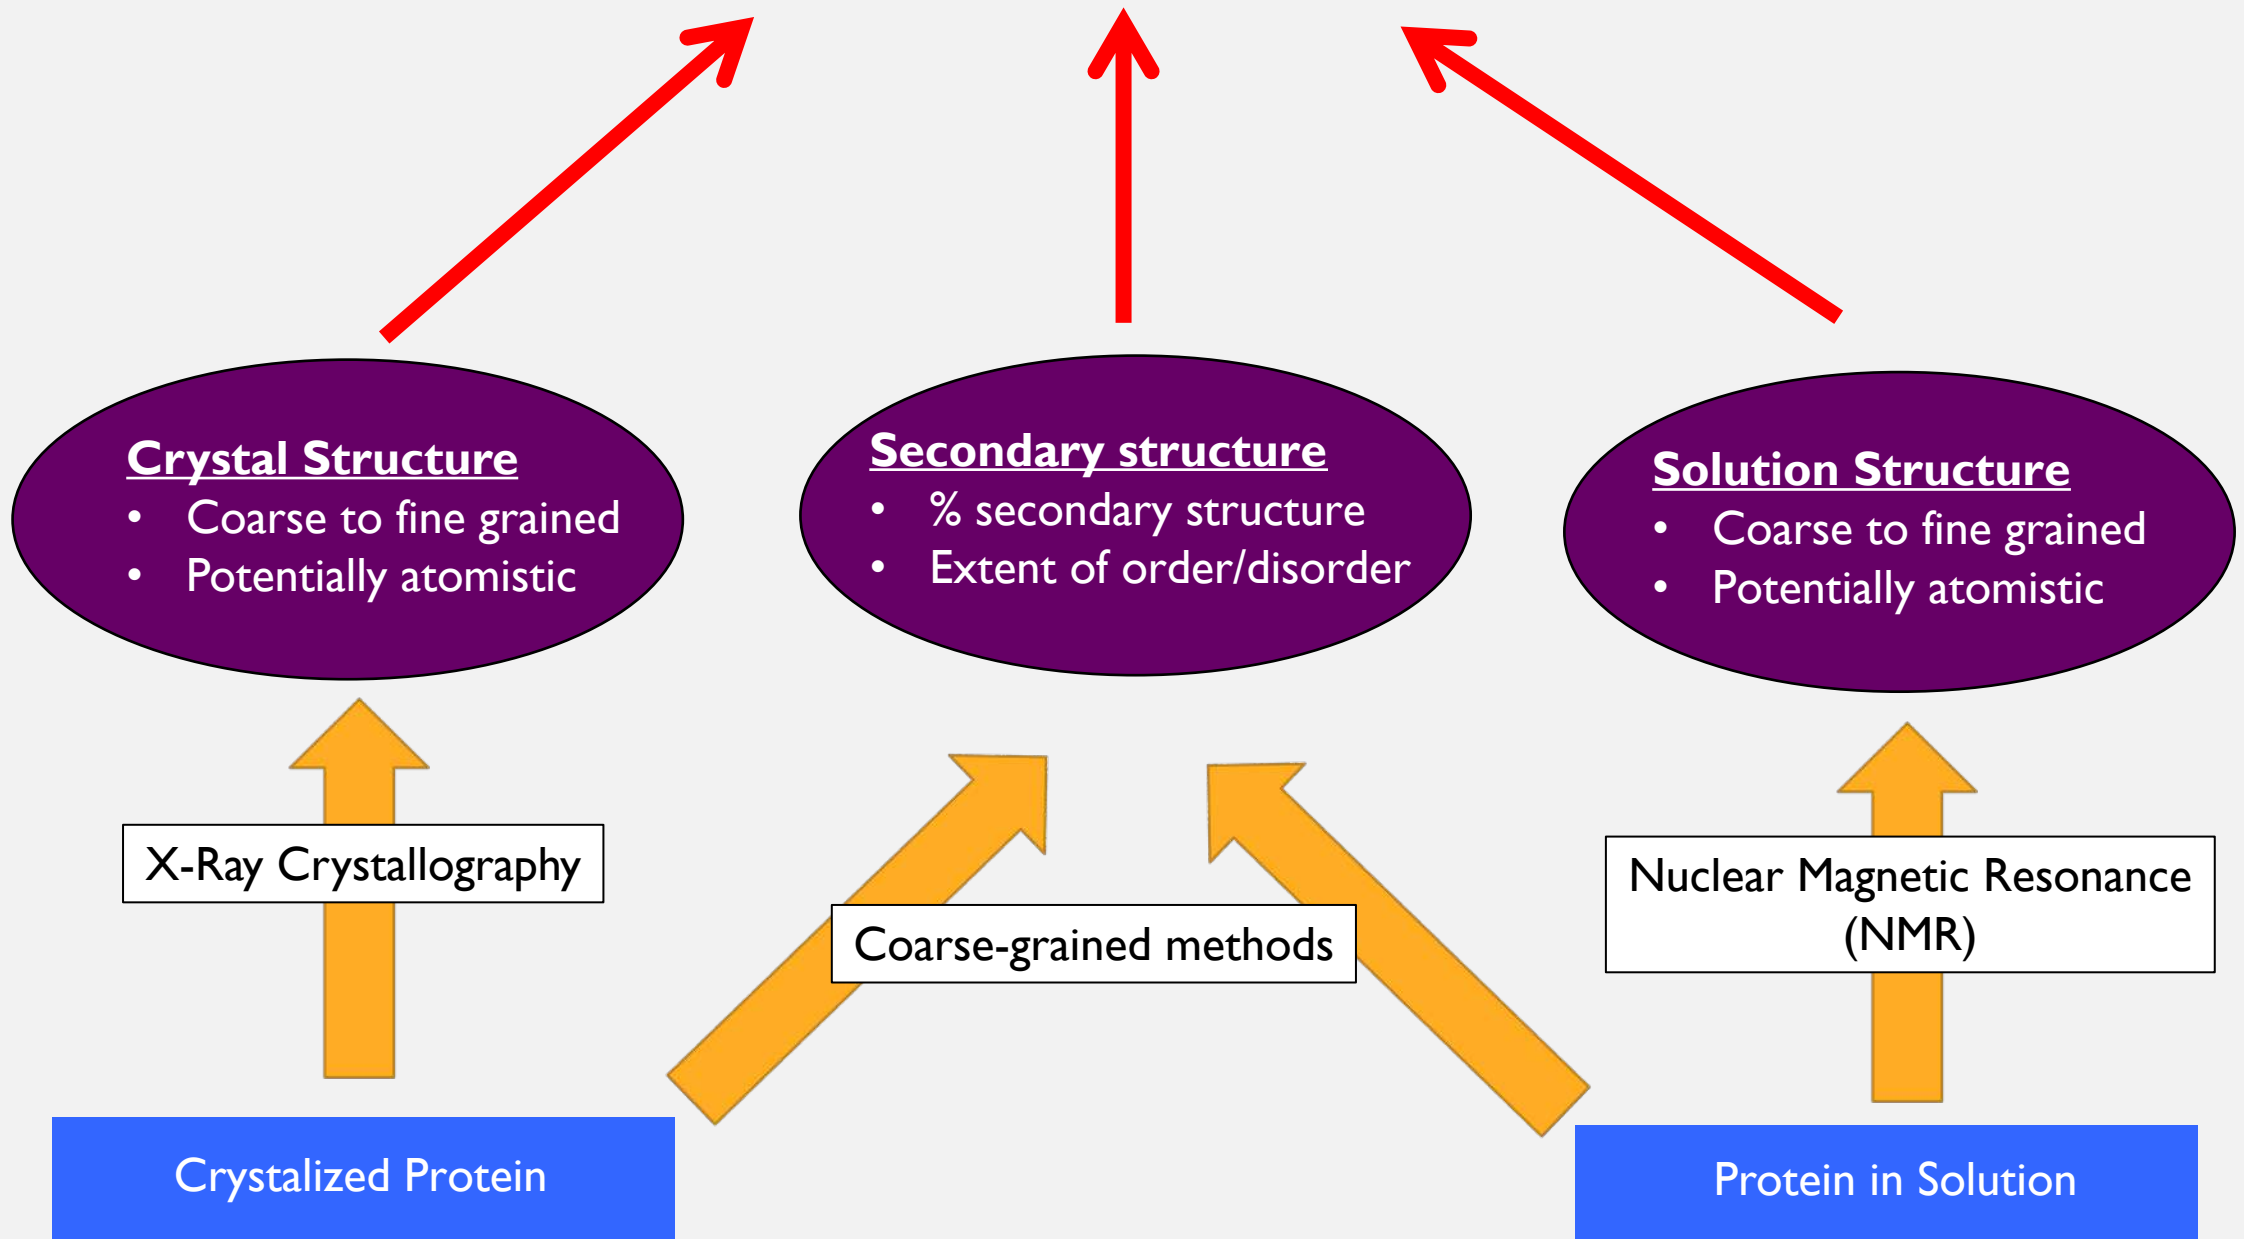 Crystal Structure
• Coarse to fine grained
• Potentially atomistic
Secondary structure
• % secondary structure
• Extent of order/disorder
Solution Structure
• Coarse to fine grained
• Potentially atomistic
X-Ray Crystallography
Coarse-grained methods
Nuclear Magnetic Resonance
(NMR)
Crystalized Protein
Protein in Solution